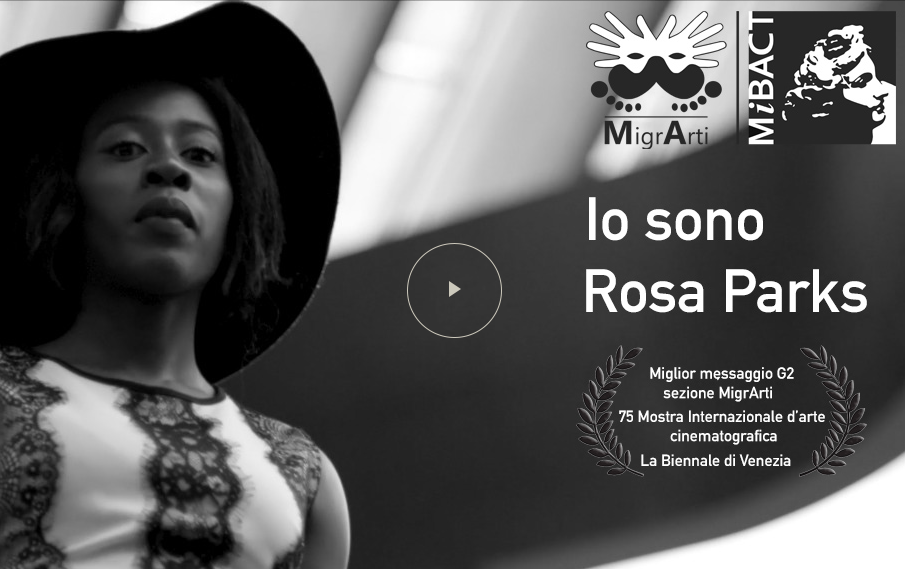 MigrArti
MiBACT
Io sono
Rosa Parks
Miglior messaggio G2
sezione MigrArti
75 Mostra Internazionale d'arte
cinematografica
La Biennale di Venezia